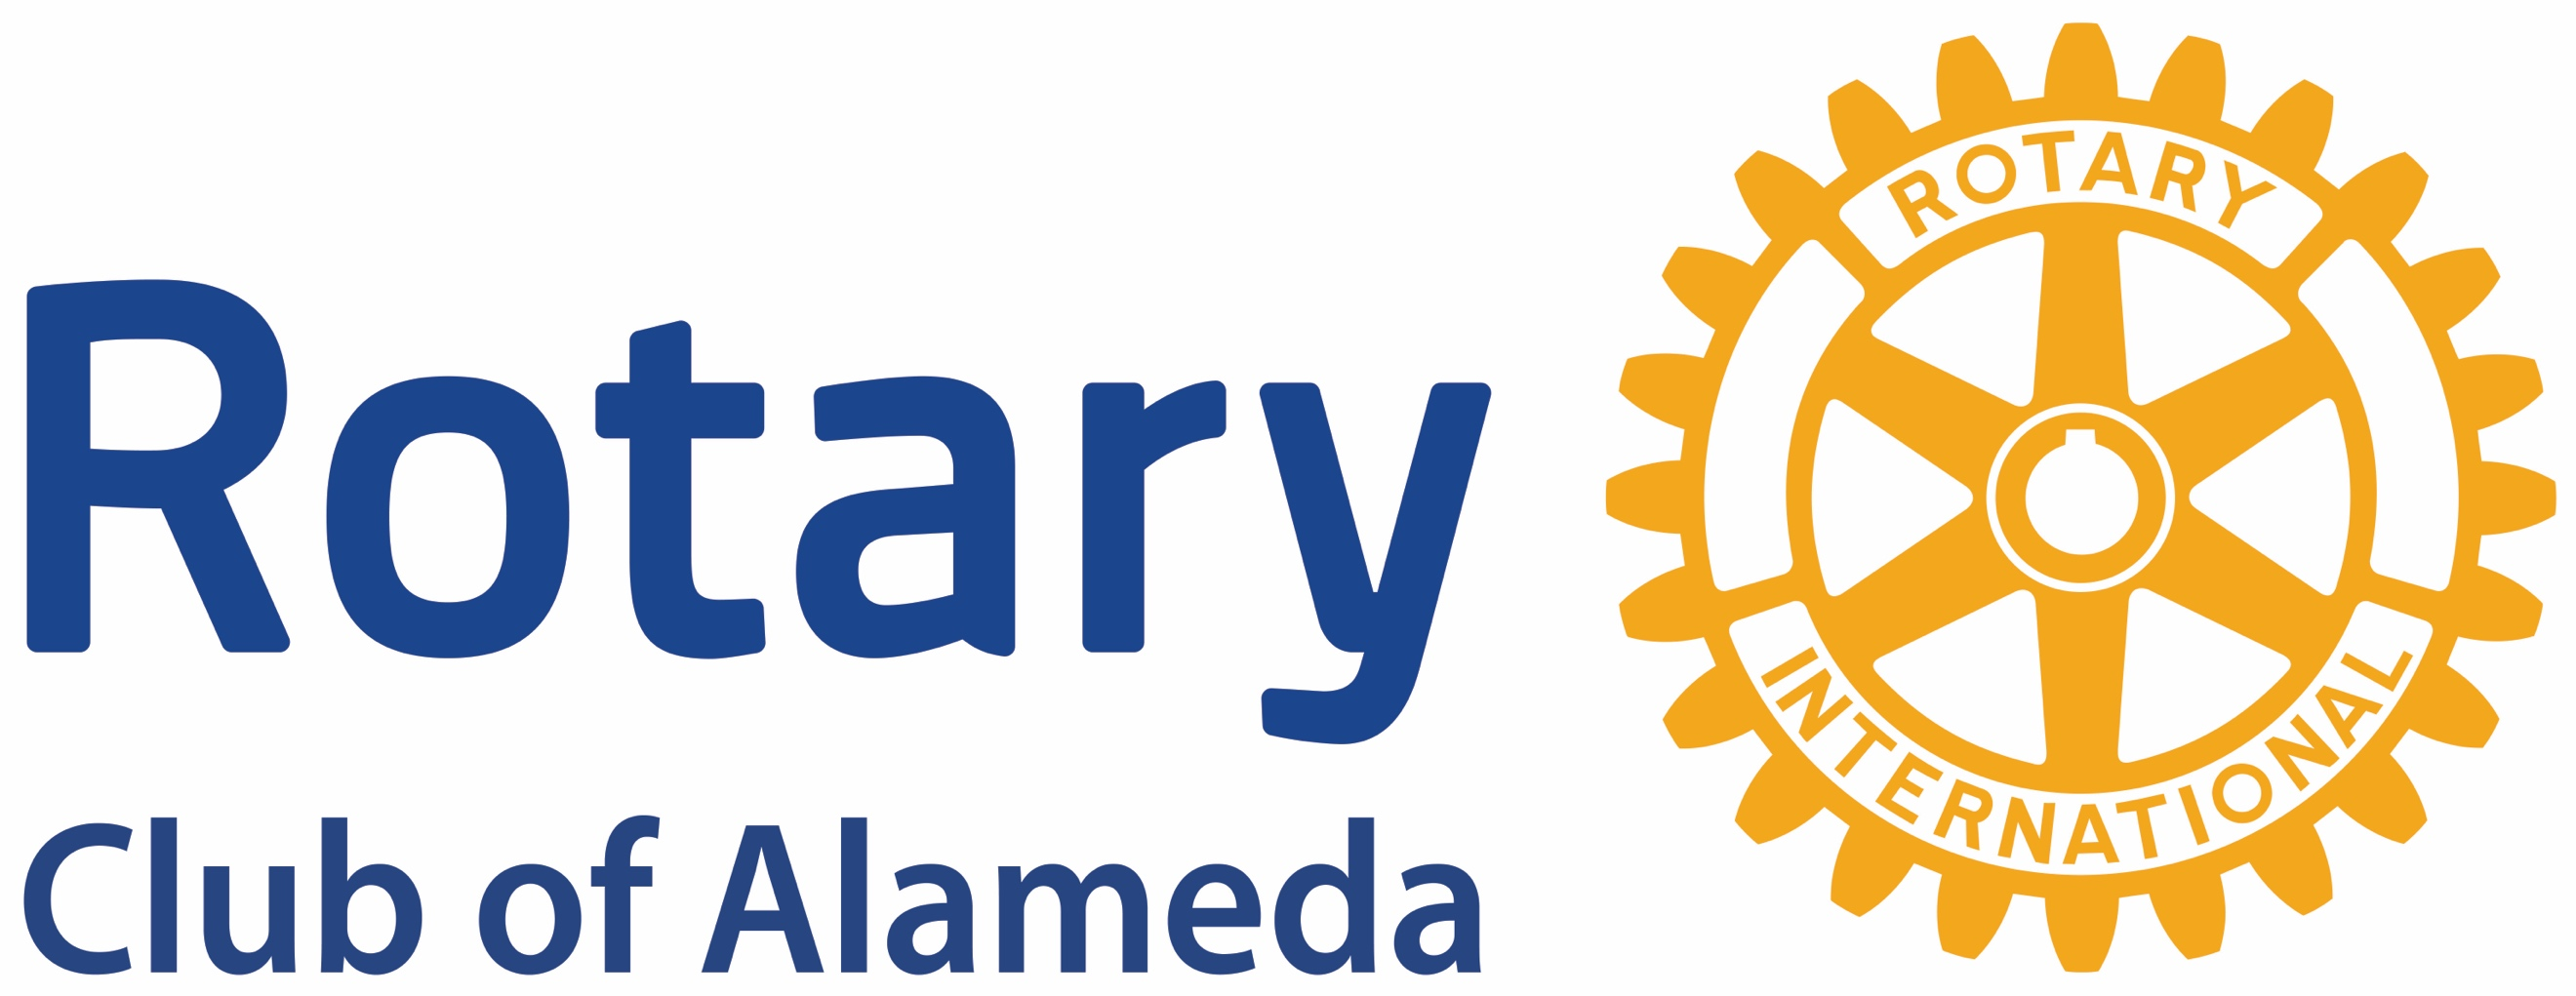 Rotary
Club of Alameda
ROTARY
INTERNATIONAL